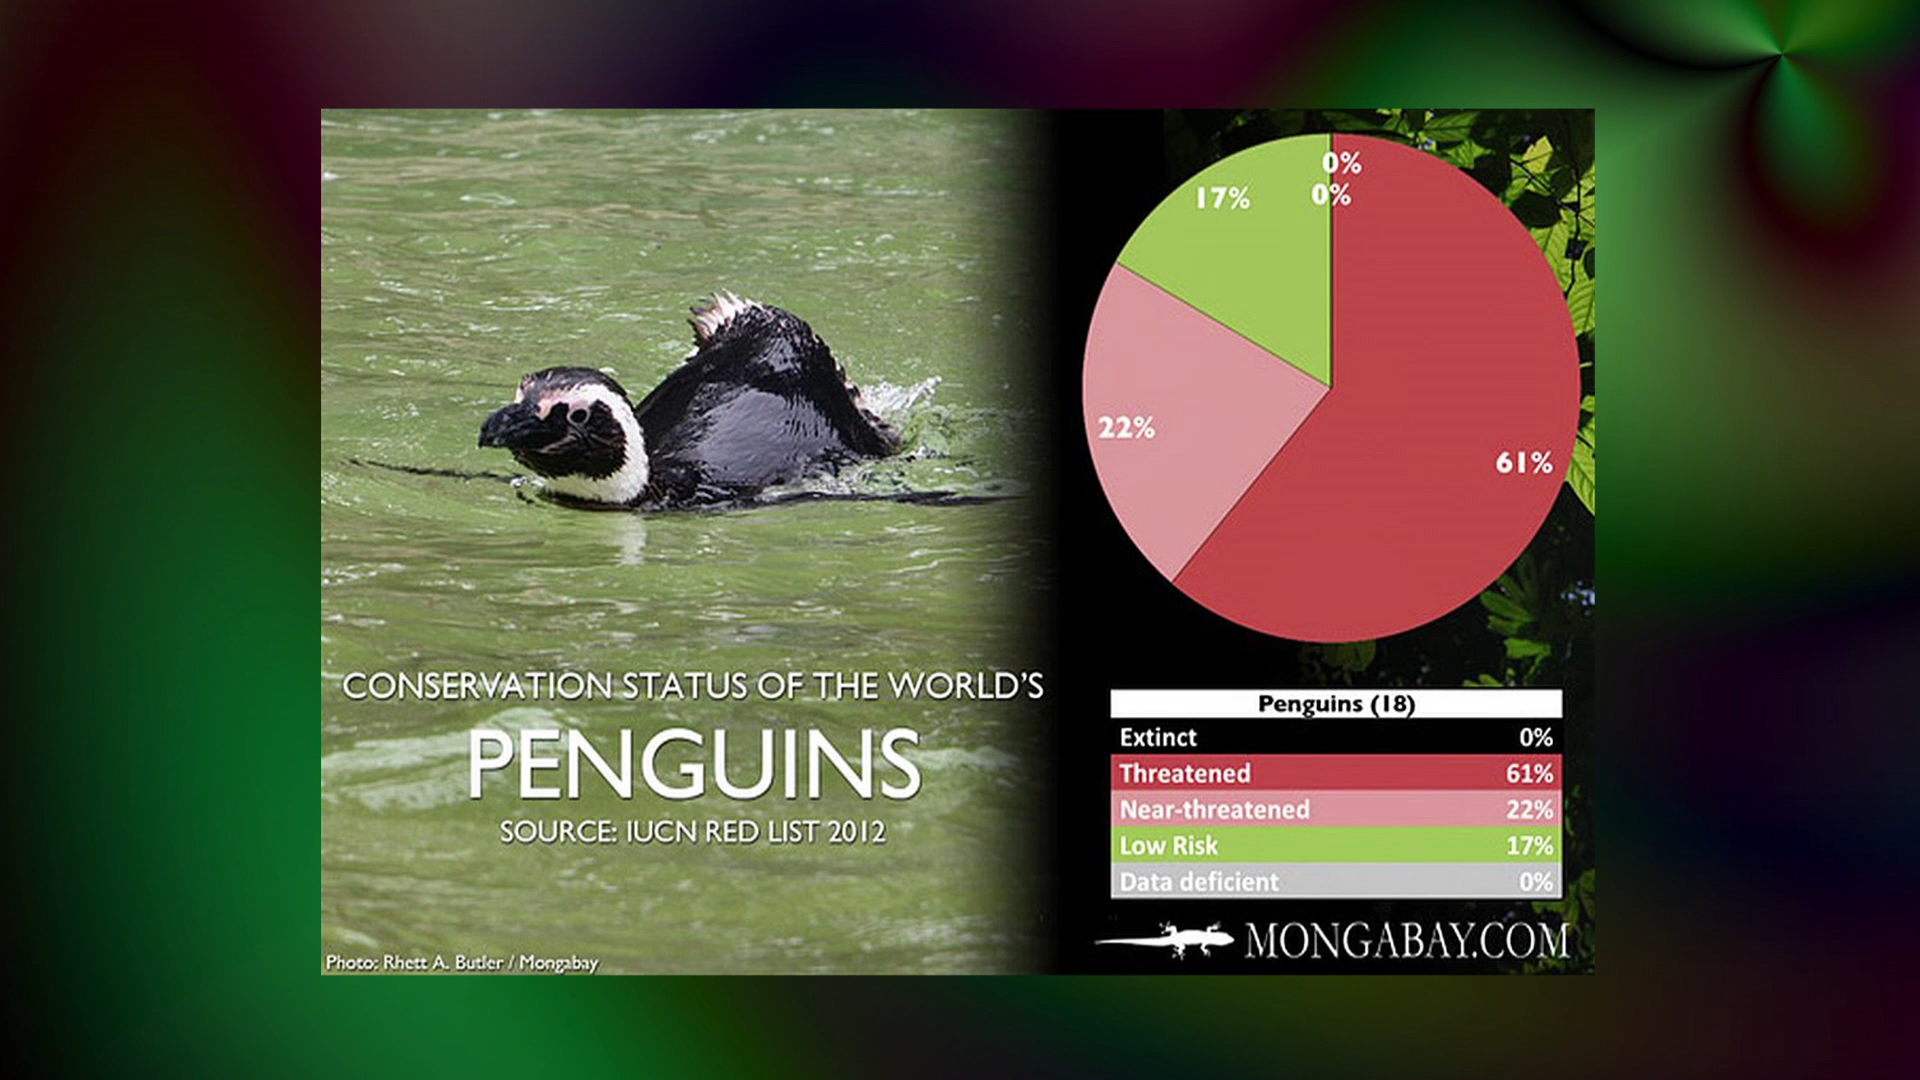 CONSERVATION STATUS OF THE WORLD'S
PENGUINS
SOURCE: IUCN RED LIST 2012
Photo: Rhett A. Butler / Mongabay
0%
0%
17%
22%
61%
Penguins (18)
Extinct 0%
Threatened 61%
Near-threatened 22%
Low Risk 17%
Data deficient 0%
MONGABAY.COM